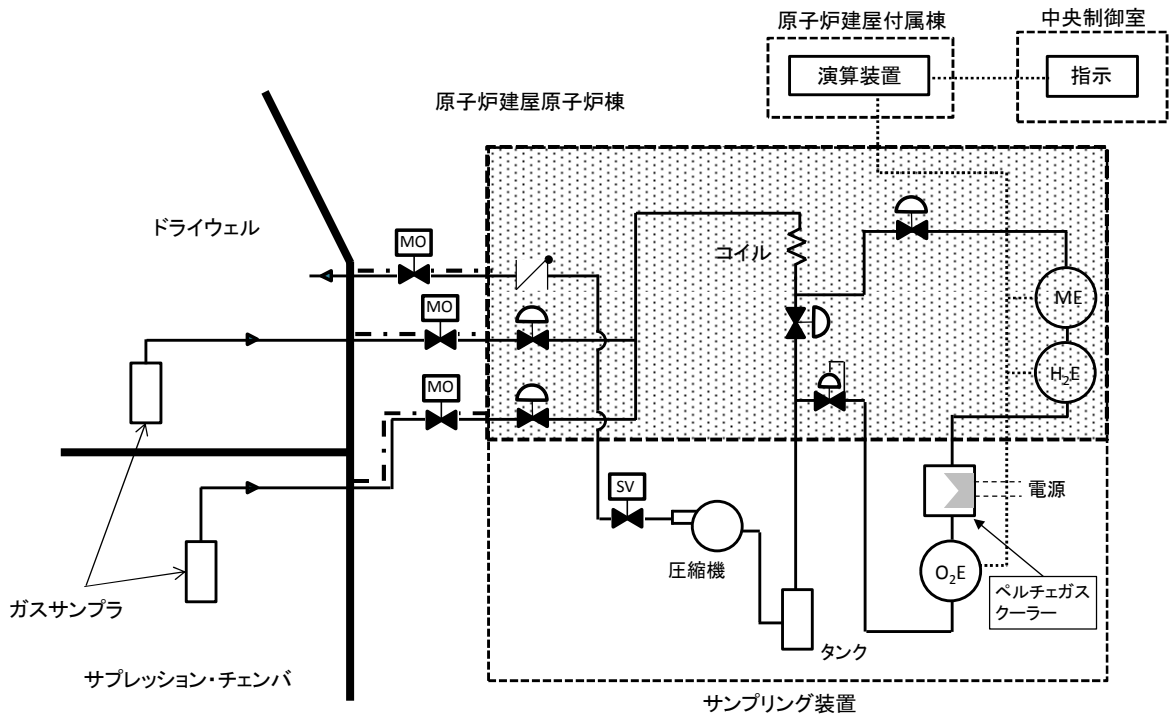 原子炉建屋付属棟
中央制御室
演算装置
指示
原子炉建屋原子炉棟
ドライウェル
MO
コイル
MO
ME
MO
H₂E
SV
電源
圧縮機
O₂E
ペルチェガス
クーラー
ガスサンプラ
タンク
サプレッション・チェンバ
サンプリング装置